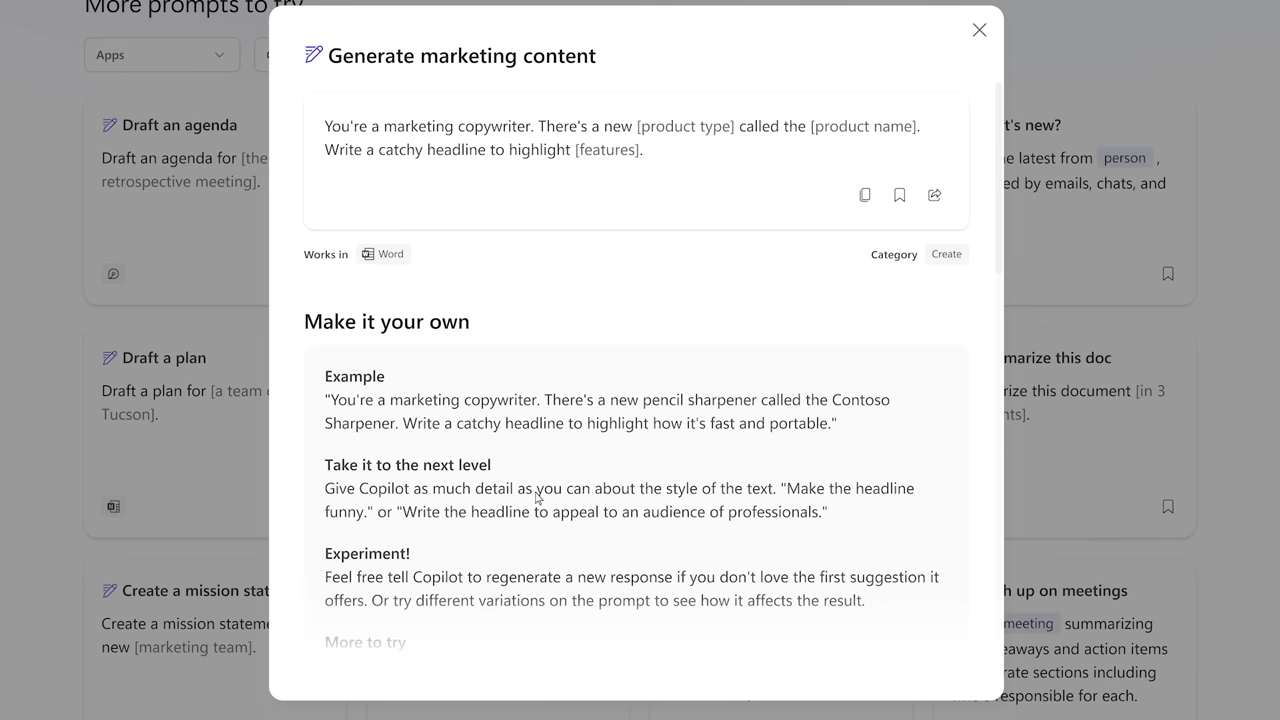 More prompts to try
Apps
Generate marketing content
You're a marketing copywriter. There's a new [product type] called the [product name].
Write a catchy headline to highlight [features].
Works in Word
Category Create
Make it your own
Example
"You're a marketing copywriter. There's a new pencil sharpener called the Contoso
Sharpener. Write a catchy headline to highlight how it's fast and portable."
Take it to the next level
Give Copilot as much detail as you can about the style of the text. "Make the headline
funny." or "Write the headline to appeal to an audience of professionals."
Experiment!
Feel free tell Copilot to regenerate a new response if you don't love the first suggestion it
offers. Or try different variations on the prompt to see how it affects the result.
More to try
Draft an agenda
Draft an agenda for [the
retrospective meeting].
t's new?
latest from person ,
by emails, chats, and
Draft a plan
Draft a plan for [a team
Tucson].
this doc
this document [in 3
Create a mission
Create a mission
new [marketing team].
up on meetings
meeting summarizing
and action items
sections including
responsible for each.